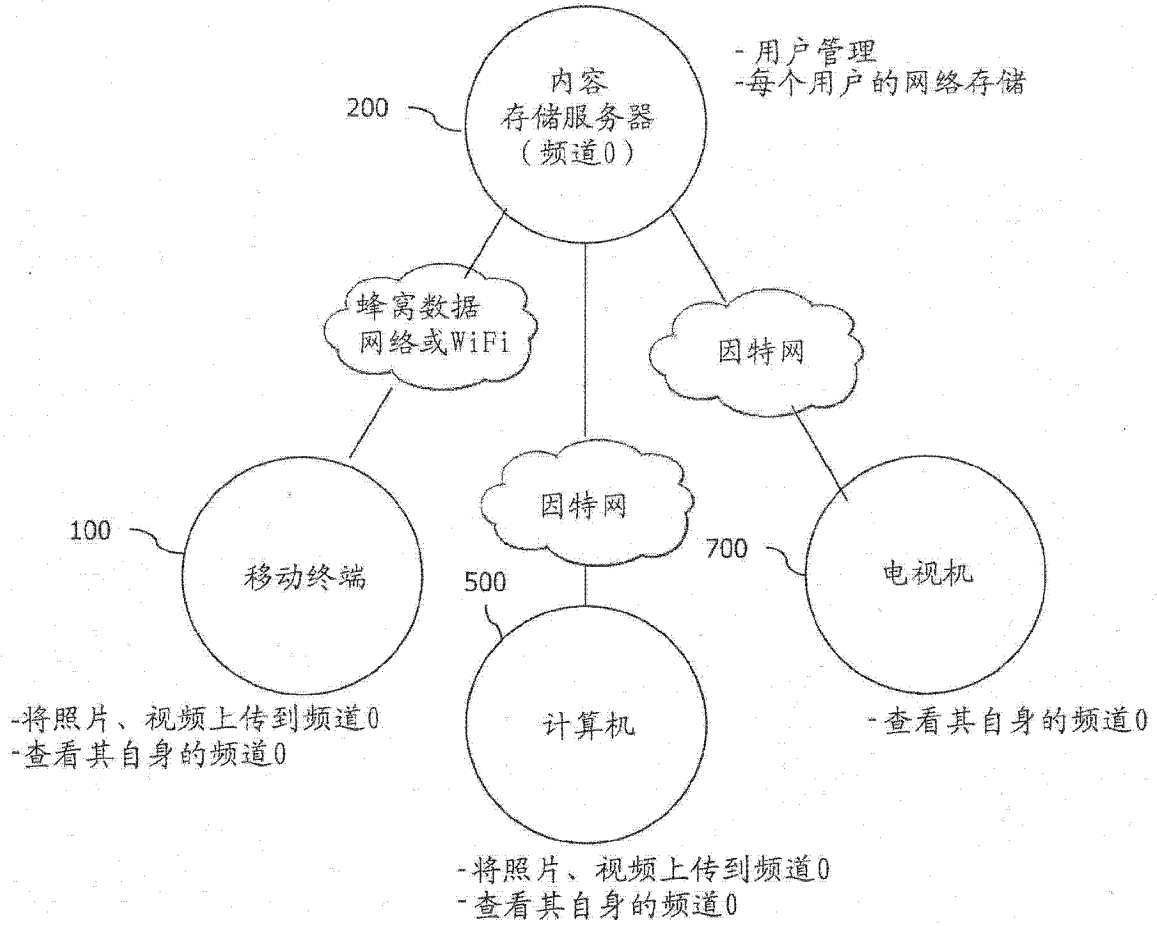 - 用户管理
-每个用户的网络存储
200
内容
存储服务器
（频道0）
蜂窝数据
网络或WiFi
因特网
因特网
100
移动终端
500
计算机
700
电视机
-将照片、视频上传到频道0
-查看其自身的频道0
-查看其自身的频道0
-将照片、视频上传到频道0
-查看其自身的频道0